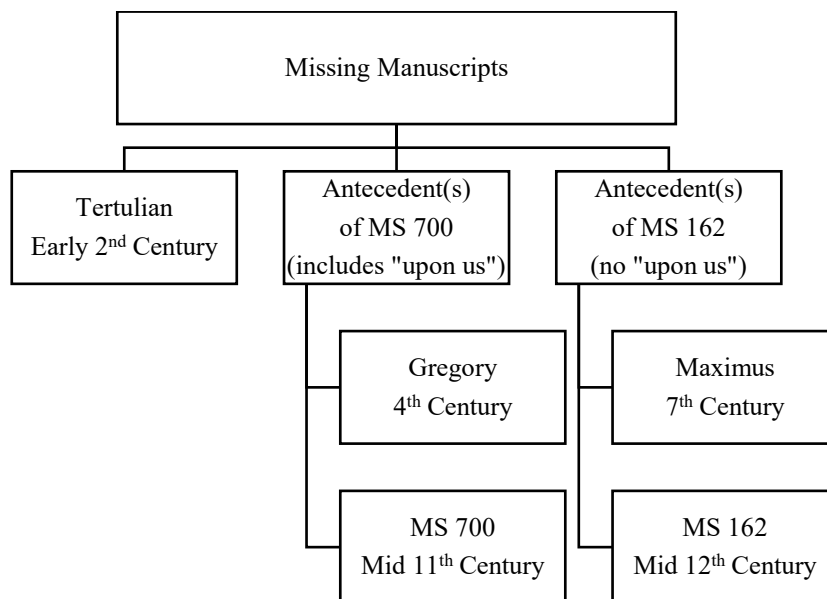 Missing Manuscripts
Tertulian
Early 2nd Century
Antecedent(s)
of MS 700
(includes "upon us")
Antecedent(s)
of MS 162
(no "upon us")
Gregory
4th Century
Maximus
7th Century
MS 700
Mid 11th Century
MS 162
Mid 12th Century